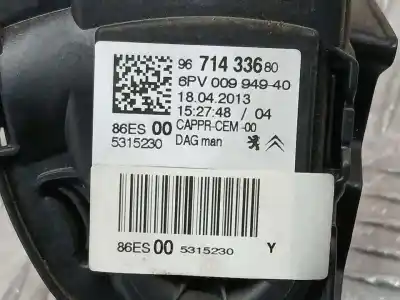 96 714 336 80
6PV 009 949-40
18.04.2013
15:27:48 / 04
86ES 00 CAPPR-CEM-00
5315230 DAG man
86ES 00 5315230 Y